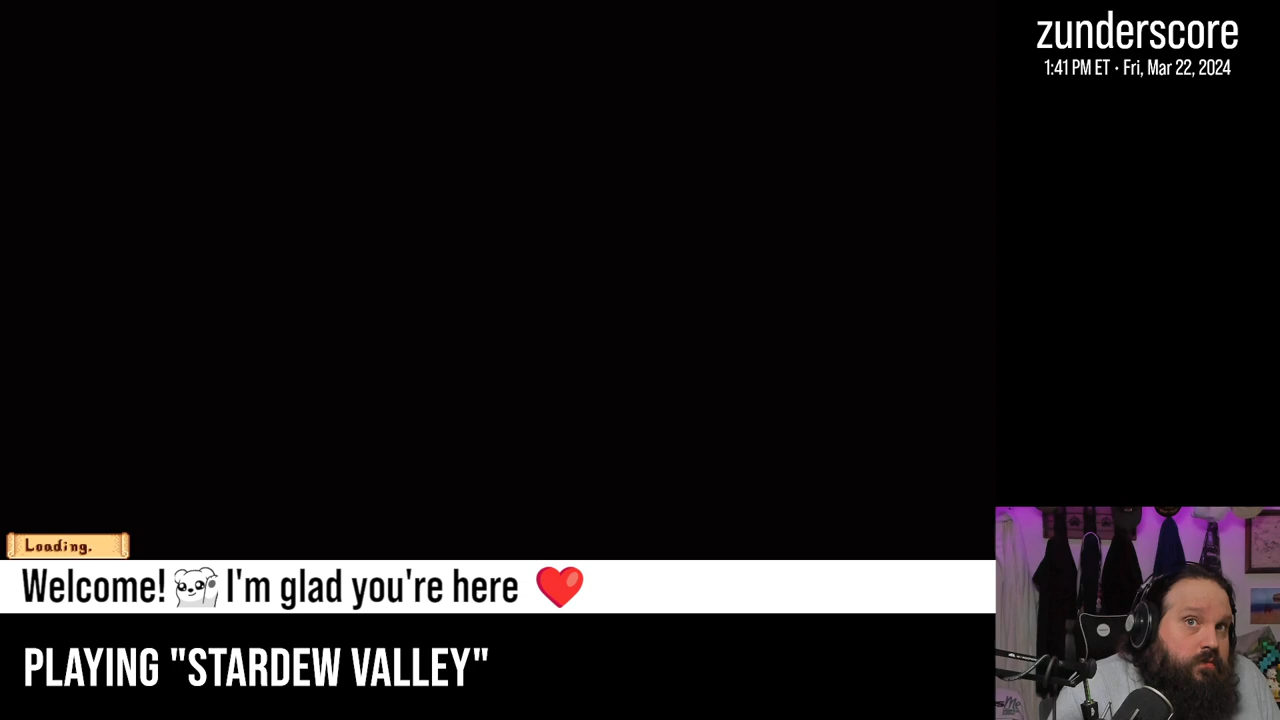 zunderscore
1:41 PM ET · Fri, Mar 22, 2024
Loading.
Welcome! I'm glad you're here
PLAYING "STARDEW VALLEY"